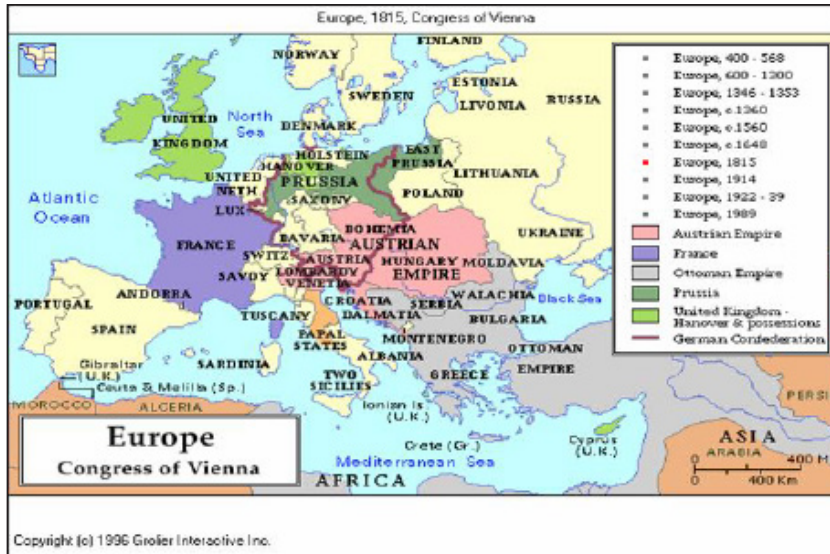 Europe, 1815, Congress of Vienna
NORWAY
FINLAND
SWEDEN
ESTONIA
LIVONIA
RUSSIA
North
Sea
UNITED
KINGDOM
DENMARK
HOLSTEIN
HANOVER
EAST
PRUSSIA
LITHUANIA
UNITED
NETH
PRUSSIA
POLAND
SAXONY
LUX
Atlantic
Ocean
FRANCE
BAVARIA
BOHEMIA
AUSTRIAN
EMPIRE
UKRAINE
SWITZ
AUSTRIA
HUNGARY
MOLDAVIA
SAVOY
LOMBARDY
VENETIA
CROATIA
WALACHIA
Black Sea
SERBIA
DALMATIA
BULGARIA
PORTUGAL
SPAIN
ANDORRA
TUSCANY
PAPAL
STATES
MONTENEGRO
ALBANIA
OTTOMAN
EMPIRE
SARDINIA
TWO
SICILIES
GREECE
Gibraltar
(U.K.)
Ceuta & Melilla (Sp.)
Ionian Is
(U.K.)
MOROCCO
ALGERIA
Crete (Gr.)
Cyprus
(U.K.)
Mediterranean Sea
AFRICA
ASIA
ARABIA
PERSI
0 400 M
0 400 Km
Europe, 400 - 568
Europe, 600 - 1200
Europe, 1346 - 1353
Europe, c.1360
Europe, c.1560
Europe, c.1648
Europe, 1815
Europe, 1914
Europe, 1922 - 39
Europe, 1989
Austrian Empire
France
Ottoman Empire
Prussia
United Kingdom -
Hanover & possessions
German Confederation
Europe
Congress of Vienna
Copyright (c) 1996 Grolier Interactive Inc.